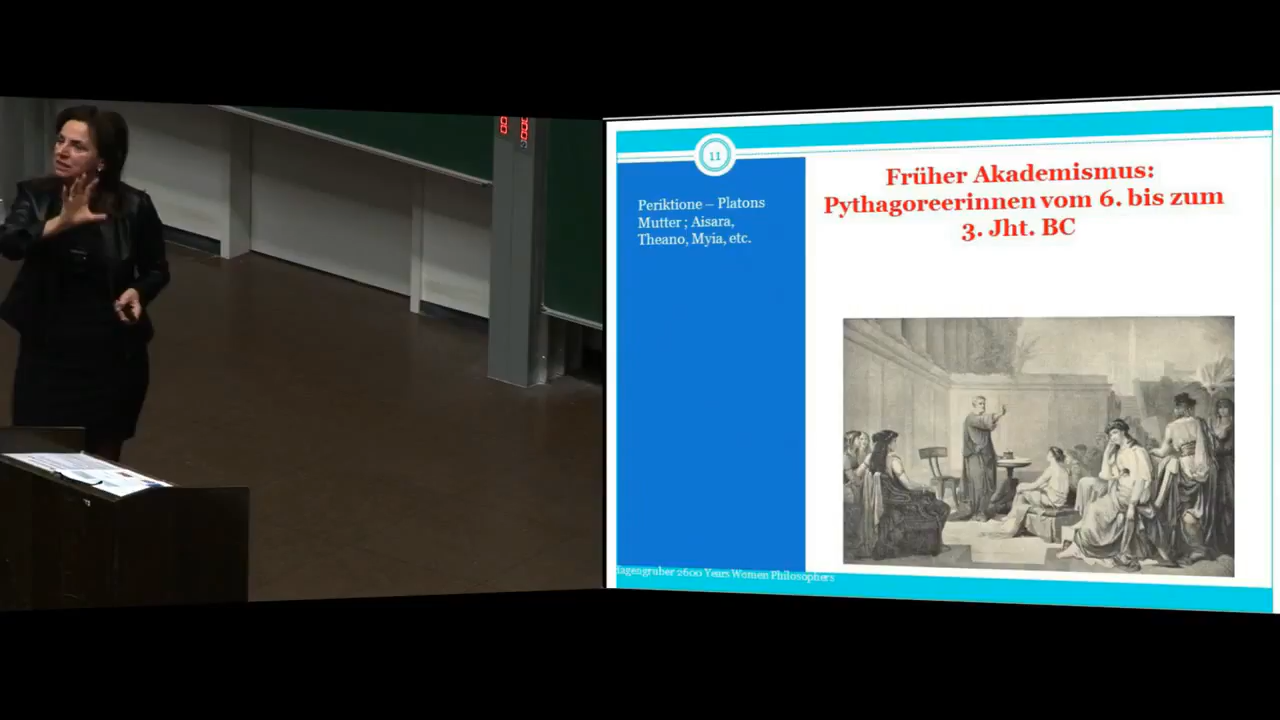 11
Früher Akademismus:
Pythagoreerinnen vom 6. bis zum
3. Jht. BC
Periktione – Platons
Mutter ; Aisara,
Theano, Myia, etc.
Hagengruber 2600 Years Women Philosophers